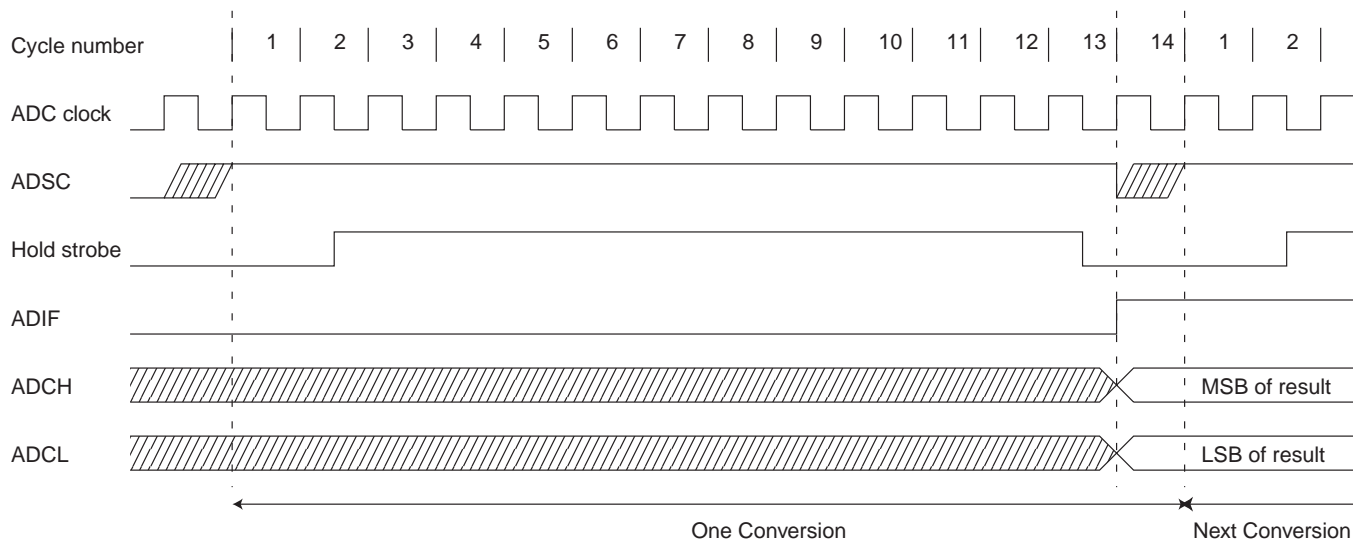 Cycle number 1 2 3 4 5 6 7 8 9 10 11 12 13 14 1 2
ADC clock
ADSC
Hold strobe
ADIF
ADCH MSB of result
ADCL LSB of result
One Conversion Next Conversion